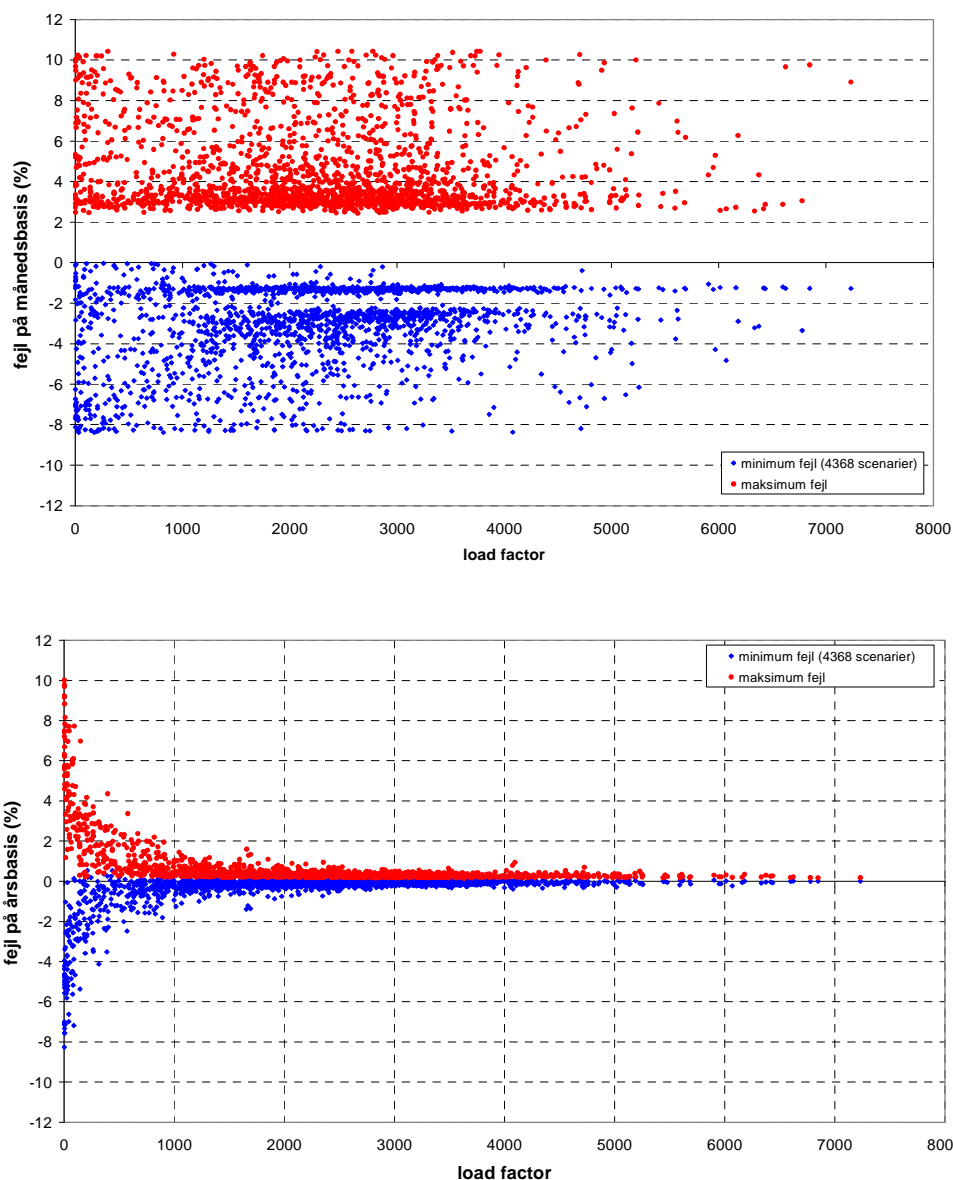 12
10
8
6
4
2
0
-2
-4
-6
-8
-10
-12
fejl på månedsbasis (%)
minimum fejl (4368 scenarier)
maksimum fejl
0 1000 2000 3000 4000 5000 6000 7000 8000
load factor
12
10
8
6
4
2
0
-2
-4
-6
-8
-10
-12
fejl på årsbasis (%)
minimum fejl (4368 scenarier)
maksimum fejl
0 1000 2000 3000 4000 5000 6000 7000 800
load factor